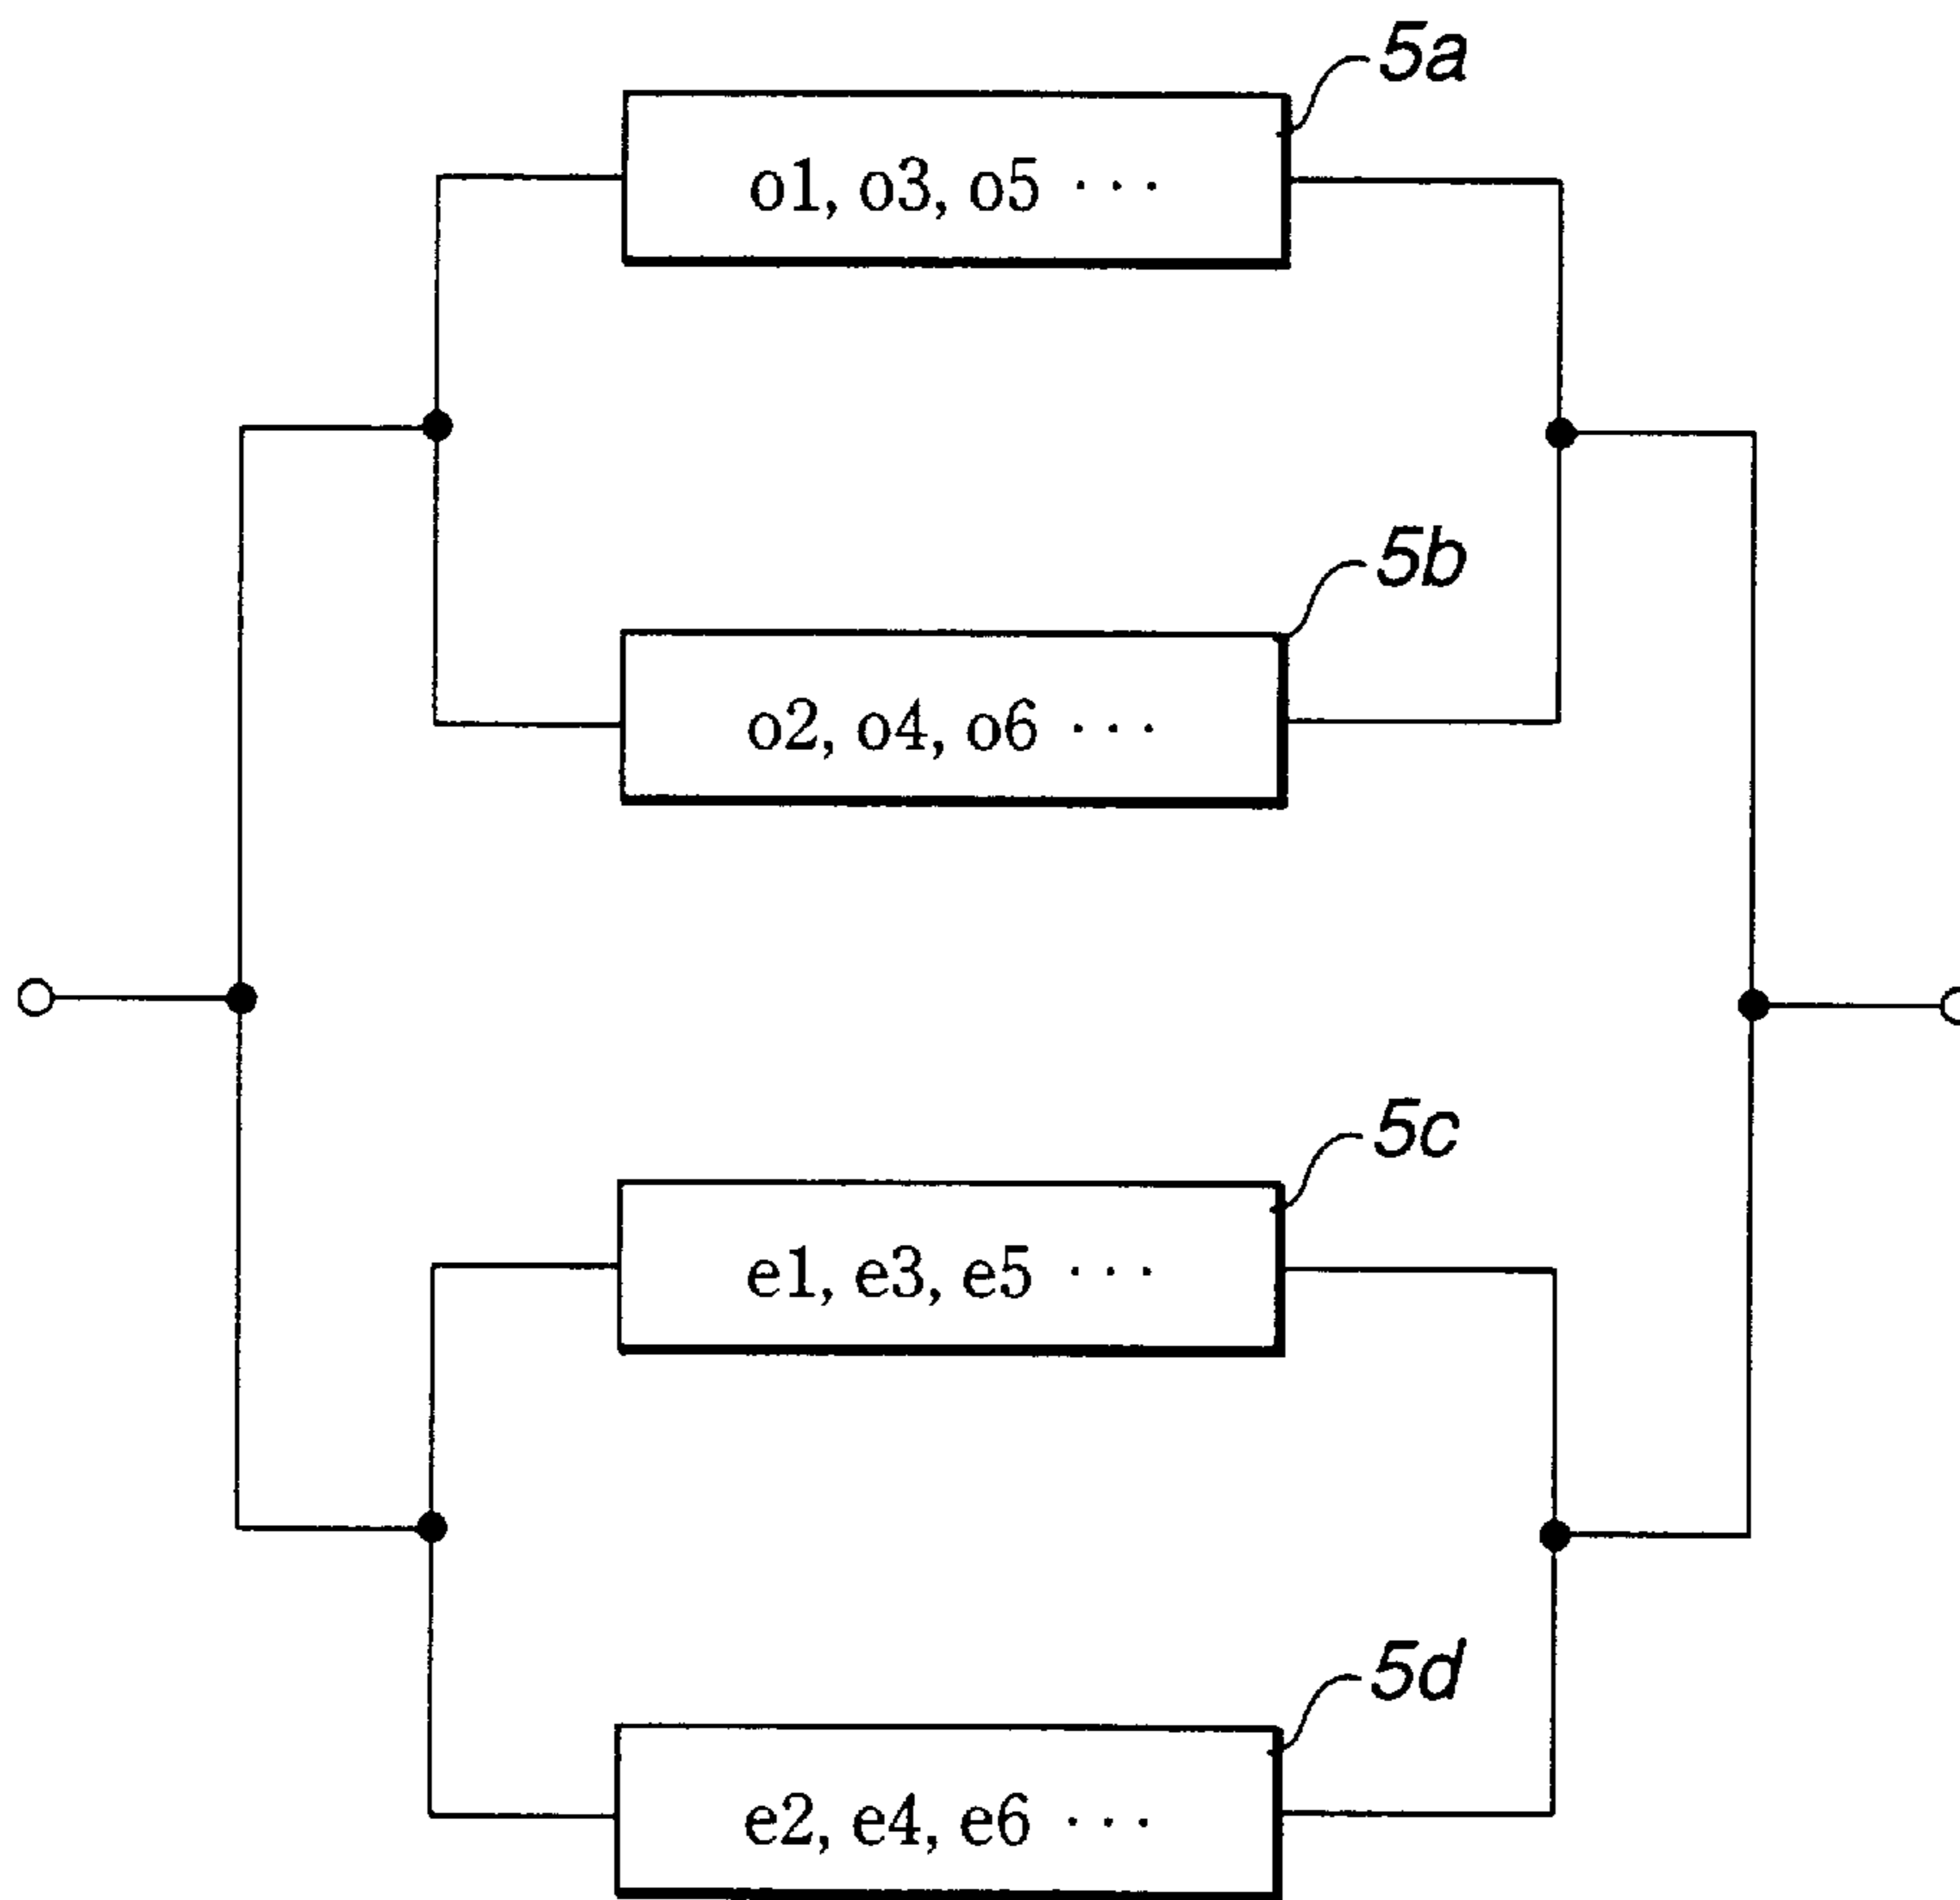 5a
o1, o3, o5 ···
5b
o2, o4, o6 ···
5c
e1, e3, e5 ···
5d
e2, e4, e6 ···